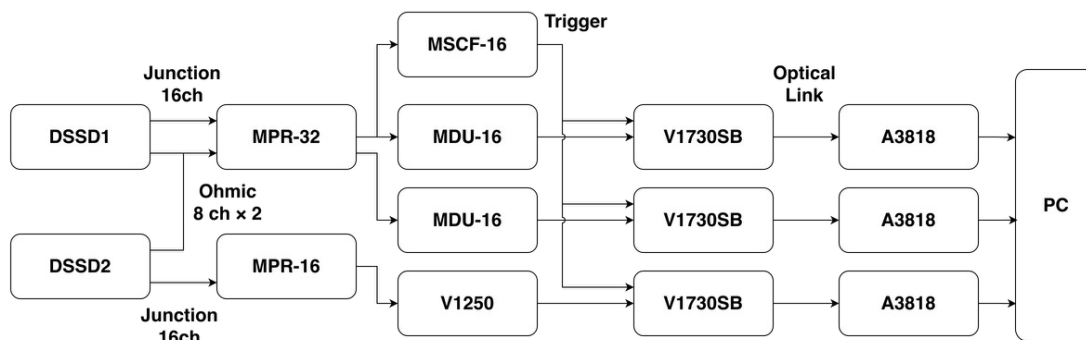 MSCF-16
Trigger
Junction
16ch
Optical
Link
DSSD1
MPR-32
MDU-16
V1730SB
A3818
Ohmic
8 ch × 2
MDU-16
V1730SB
A3818
PC
DSSD2
MPR-16
V1250
V1730SB
A3818
Junction
16ch